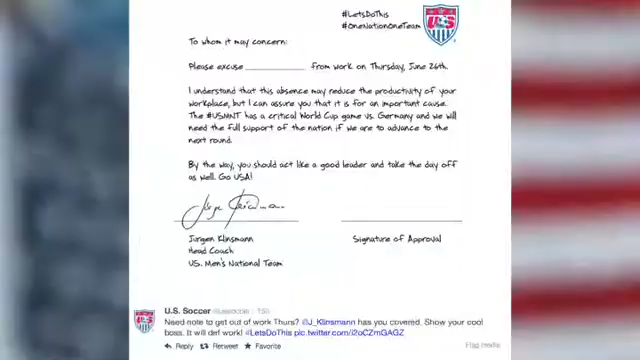 #LetsDoThis
#OneNationOneTeam
U.S.
To whom it may concern:
Please excuse from work on Thursday, June 26th.
I understand that this absence may reduce the productivity of your
workplace, but I can assure you that it is for an important cause.
The #USMNT has a critical World Cup game vs. Germany and we will
need the full support of the nation if we are to advance to the
next round.
By the way, you should act like a good leader and take the day off
as well. Go USA!
Jurgen Klinsmann
Signature of Approval
Head Coach
U.S. Men's National Team
U.S. Soccer @ussoccer · 15h
Need note to get out of work Thurs? @J_Klinsmann has you covered. Show your cool
boss. It will def work! #LetsDoThis pic.twitter.com/i2oCZmGAGZ
Reply Retweet Favorite
Flag media